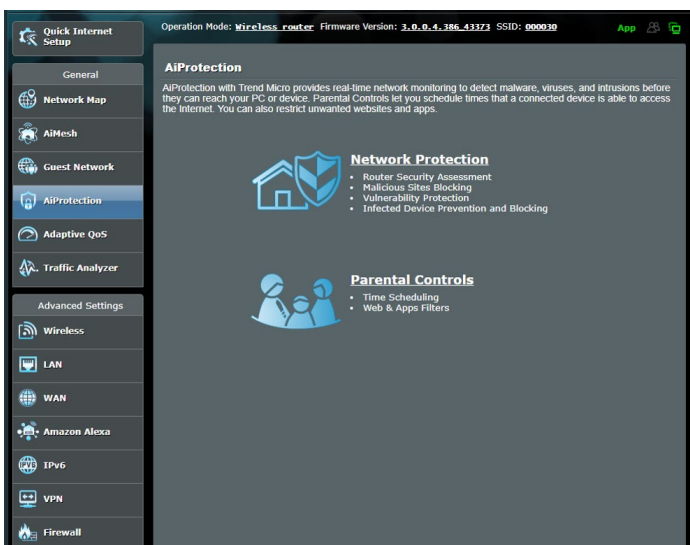 Quick Internet
Setup
Operation Mode: Wireless router Firmware Version: 3.0.0.4.386_43373 SSID: 000030
App
General
Network Map
AiMesh
Guest Network
AiProtection
Adaptive QoS
Traffic Analyzer
Advanced Settings
Wireless
LAN
WAN
Amazon Alexa
IPV6
IPv6
VPN
Firewall
AiProtection
AiProtection with Trend Micro provides real-time network monitoring to detect malware, viruses, and intrusions before
they can reach your PC or device. Parental Controls let you schedule times that a connected device is able to access
the Internet. You can also restrict unwanted websites and apps.
Network Protection
• Router Security Assessment
• Malicious Sites Blocking
• Vulnerability Protection
• Infected Device Prevention and Blocking
Parental Controls
• Time Scheduling
• Web & Apps Filters